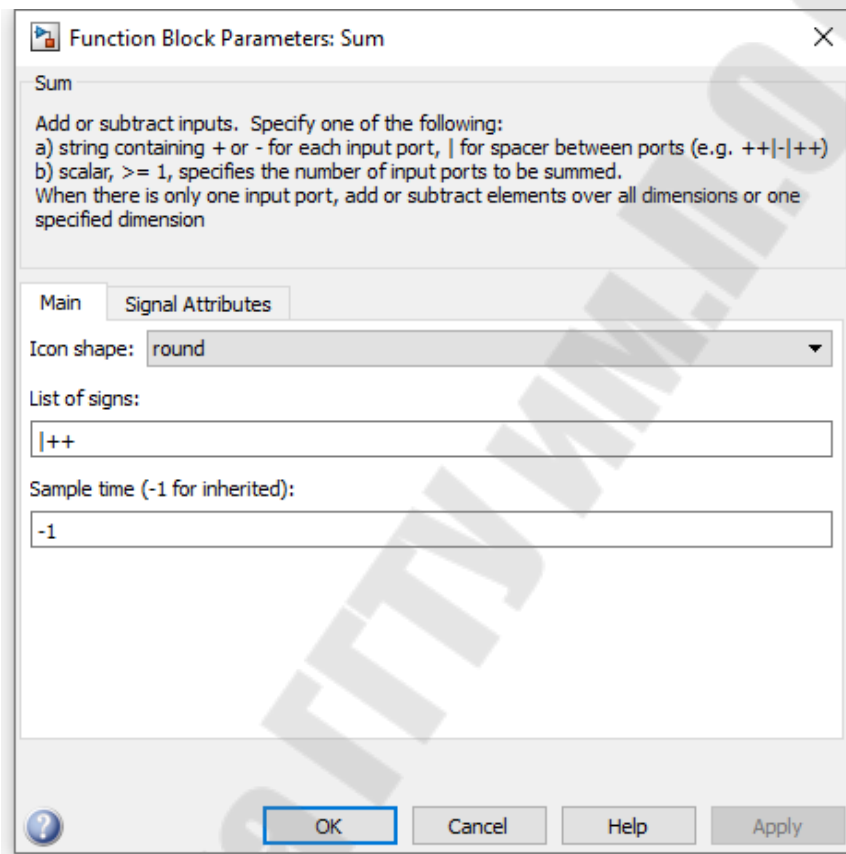 Function Block Parameters: Sum
Sum
Add or subtract inputs.  Specify one of the following:
a) string containing + or - for each input port, | for spacer between ports (e.g. ++|-|++)
b) scalar, >= 1, specifies the number of input ports to be summed.
When there is only one input port, add or subtract elements over all dimensions or one
specified dimension
Main
Signal Attributes
Icon shape: round
List of signs:
|++
Sample time (-1 for inherited):
-1
OK
Cancel
Help
Apply
ГГТУ ИМ.П.О